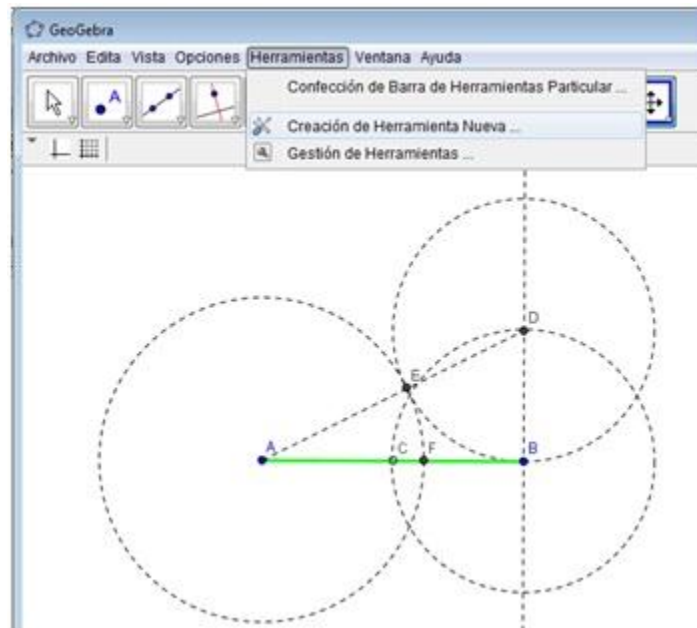 GeoGebra
Archivo Edita Vista Opciones Herramientas Ventana Ayuda
Confección de Barra de Herramientas Particular ...
A
Creación de Herramienta Nueva ...
Gestión de Herramientas ...
D
E
A
C
F
B